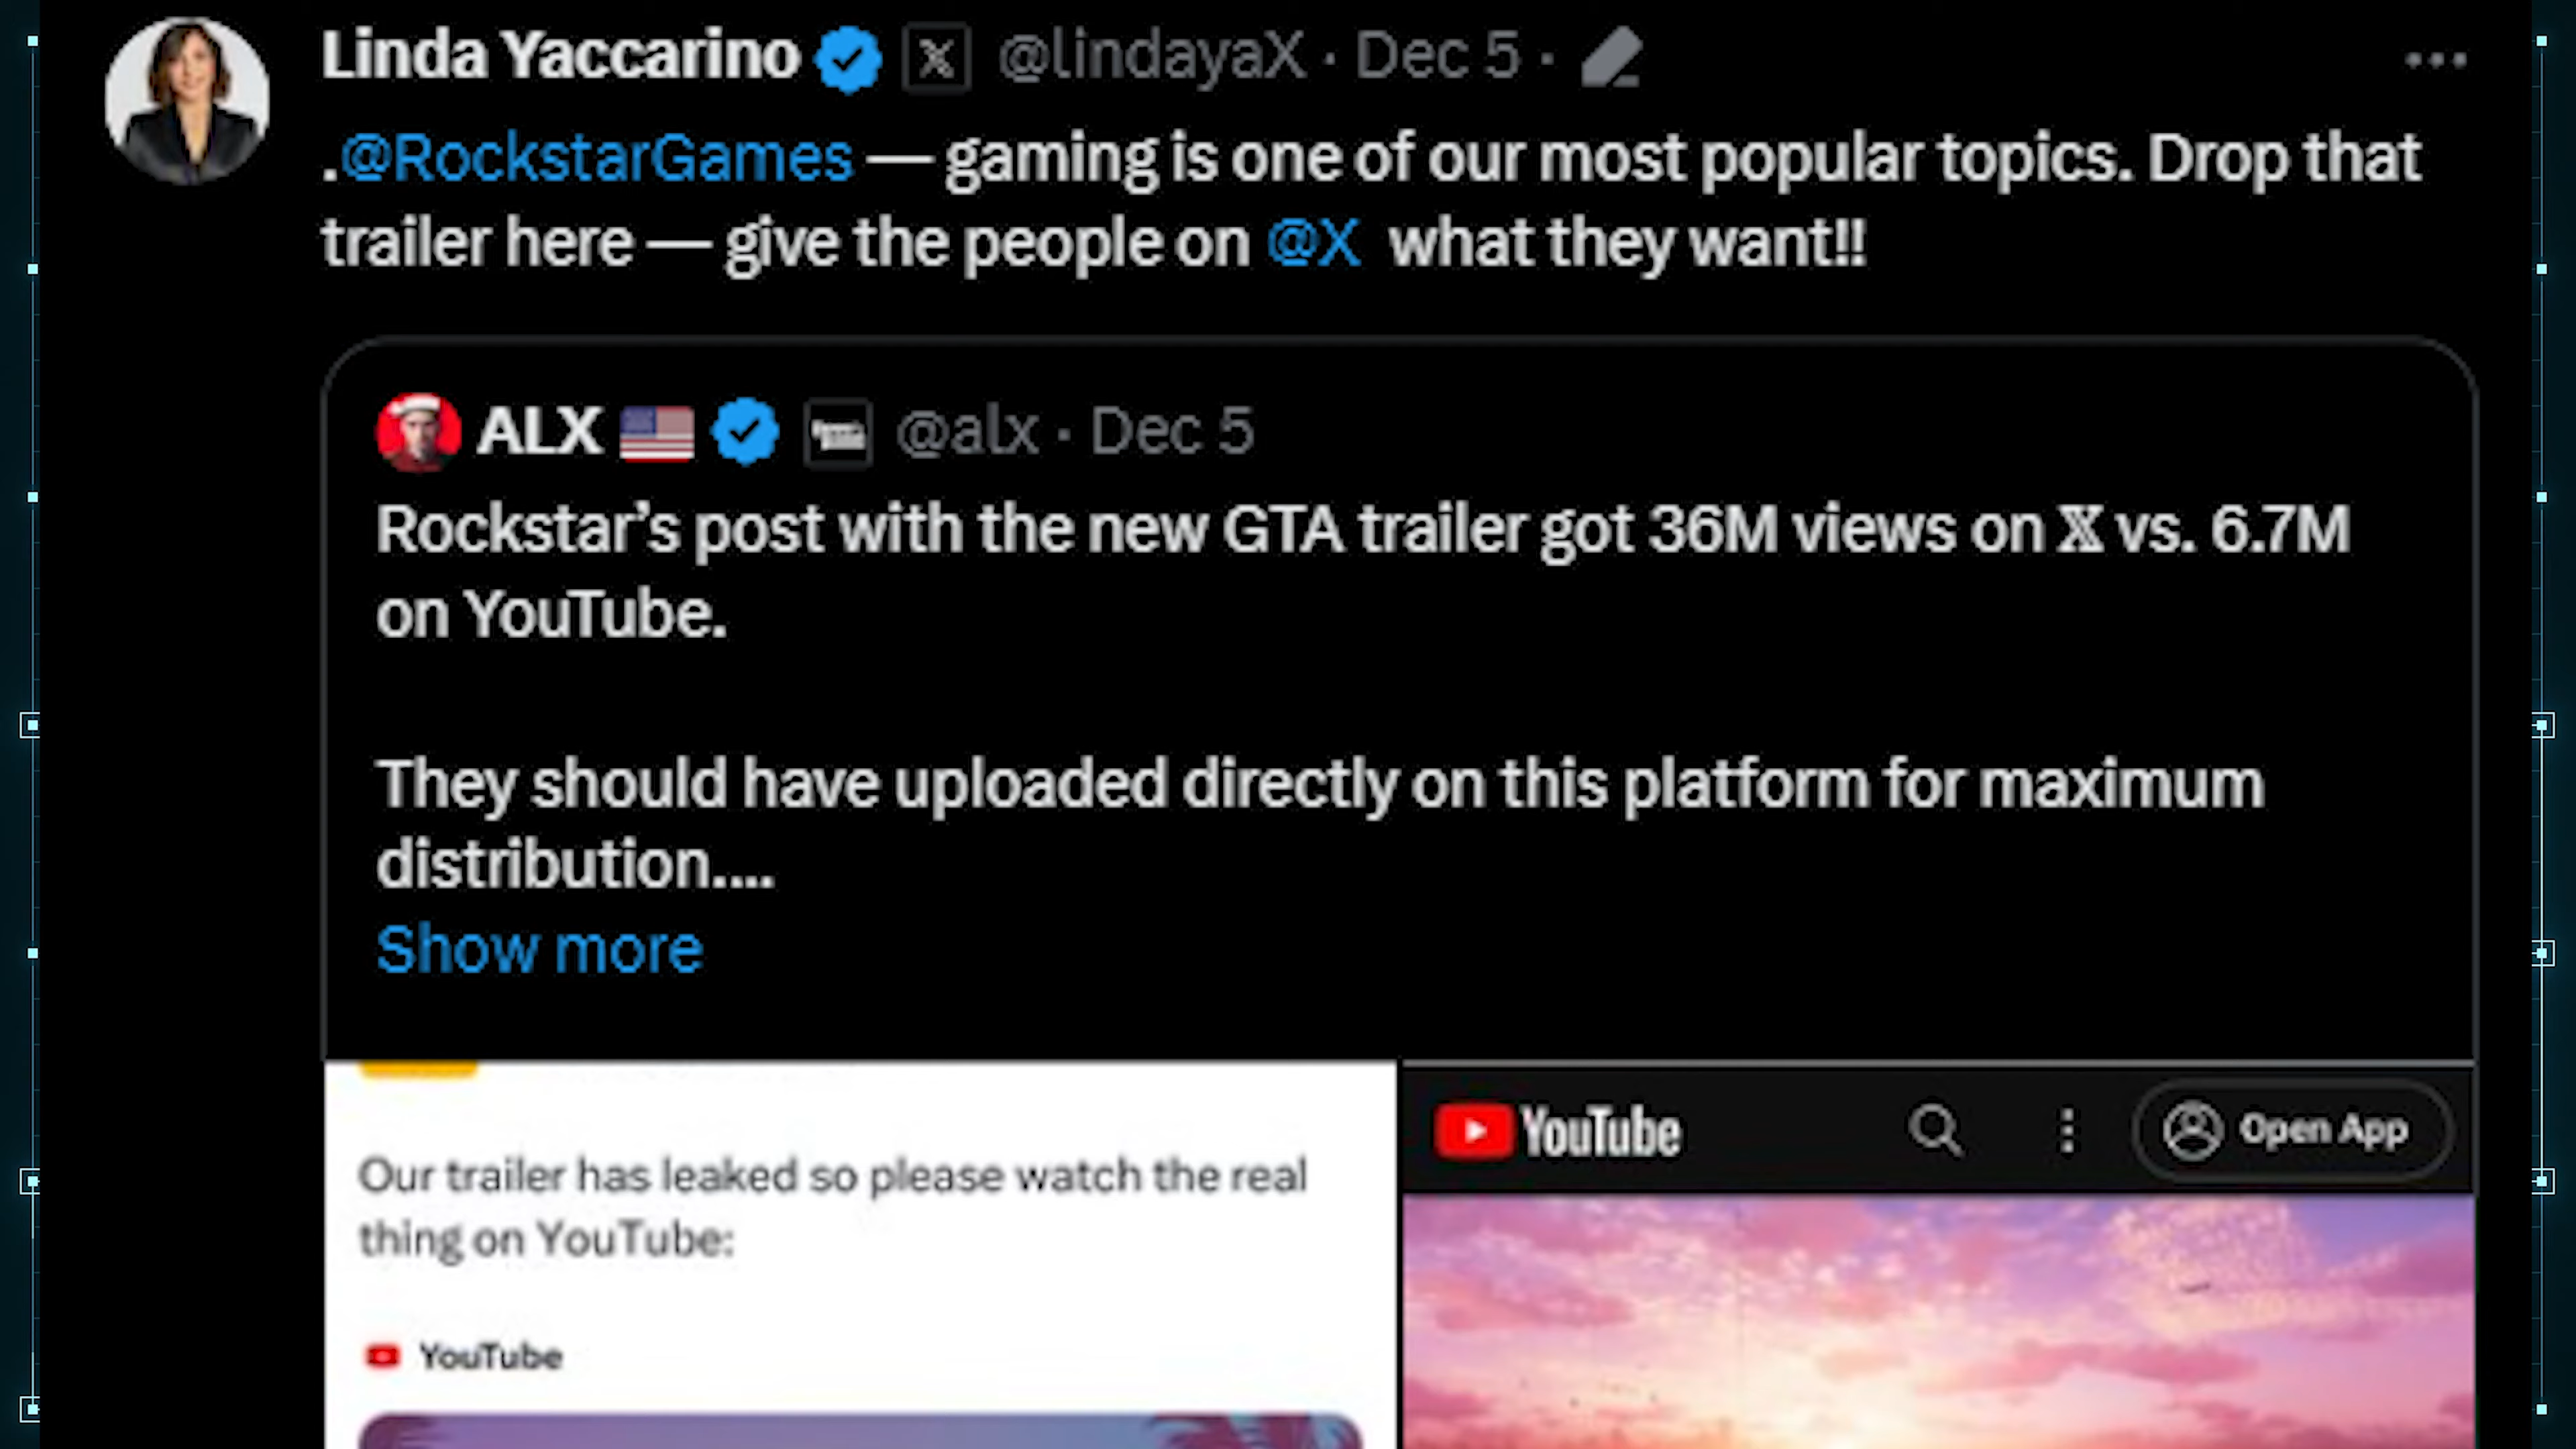 Linda Yaccarino @lindayaX · Dec 5 ·
.@RockstarGames — gaming is one of our most popular topics. Drop that
trailer here — give the people on @X what they want!!
ALX @alx · Dec 5
Rockstar’s post with the new GTA trailer got 36M views on 𝕏 vs. 6.7M
on YouTube.
They should have uploaded directly on this platform for maximum
distribution....
Show more
Our trailer has leaked so please watch the real
thing on YouTube:
YouTube
YouTube Open App